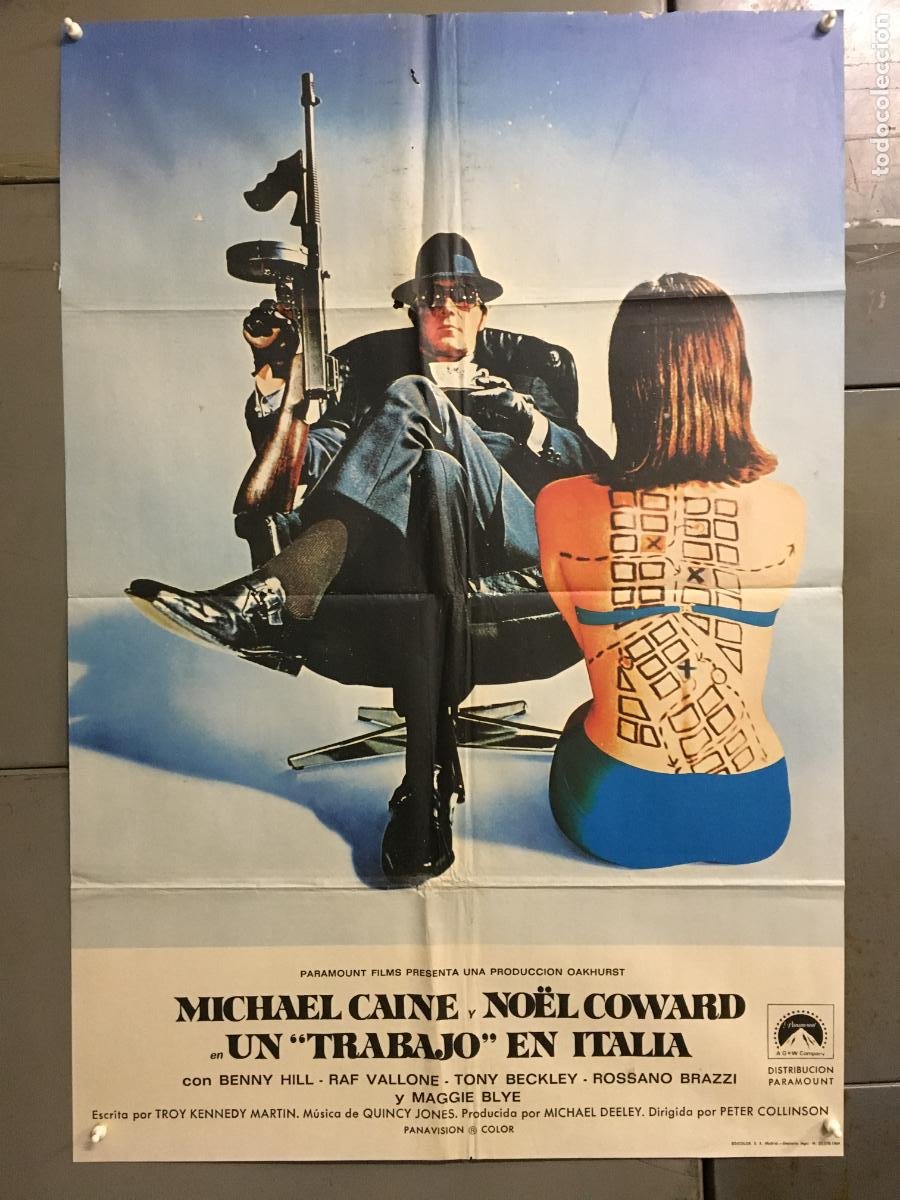 todocoleccion
PARAMOUNT FILMS PRESENTA UNA PRODUCCION OAKHURST
MICHAEL CAINE Y NOËL COWARD
en UN “TRABAJO” EN ITALIA
con BENNY HILL - RAF VALLONE - TONY BECKLEY - ROSSANO BRAZZI
y MAGGIE BLYE
Escrita por TROY KENNEDY MARTIN. Música de QUINCY JONES. Producida por MICHAEL DEELEY. Dirigida por PETER COLLINSON
PANAVISION ® COLOR
Paramount
A G+W Company
DISTRIBUCION
PARAMOUNT